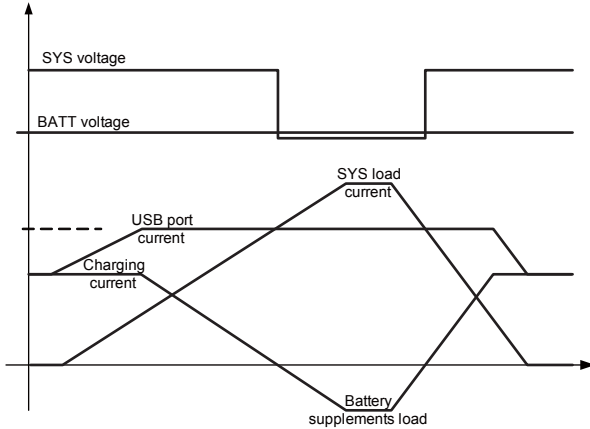 SYS voltage
BATT voltage
SYS load
current
USB port
current
Charging
current
Battery
supplements load